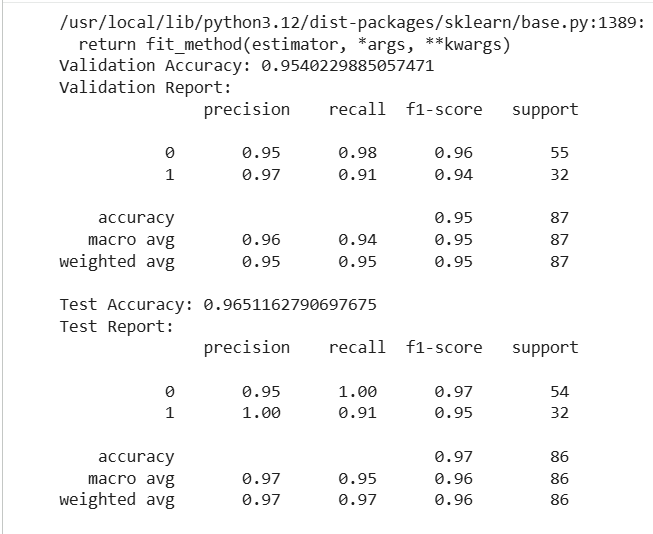 /usr/local/lib/python3.12/dist-packages/sklearn/base.py:1389:
return fit_method(estimator, *args, **kwargs)
Validation Accuracy: 0.9540229885057471
Validation Report:
precision recall f1-score support
0 0.95 0.98 0.96 55
1 0.97 0.91 0.94 32
accuracy 0.95 87
macro avg 0.96 0.94 0.95 87
weighted avg 0.95 0.95 0.95 87
Test Accuracy: 0.9651162790697675
Test Report:
precision recall f1-score support
0 0.95 1.00 0.97 54
1 1.00 0.91 0.95 32
accuracy 0.97 86
macro avg 0.97 0.95 0.96 86
weighted avg 0.97 0.97 0.96 86